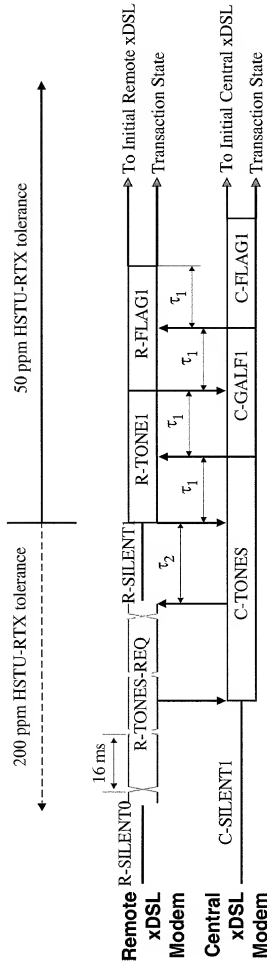 200 ppm HSTU-RTX tolerance
50 ppm HSTU-RTX tolerance
16 ms
R-SILENT0
R-TONES-REQ
R-SILENT1
R-TONE1
R-FLAG1
To Initial Remote xDSL
Transaction State
Remote
xDSL
Modem
τ2
τ1
τ1
τ1
τ1
Central
xDSL
Modem
C-SILENT1
C-TONES
C-GALF1
C-FLAG1
To Initial Central xDSL
Transaction State